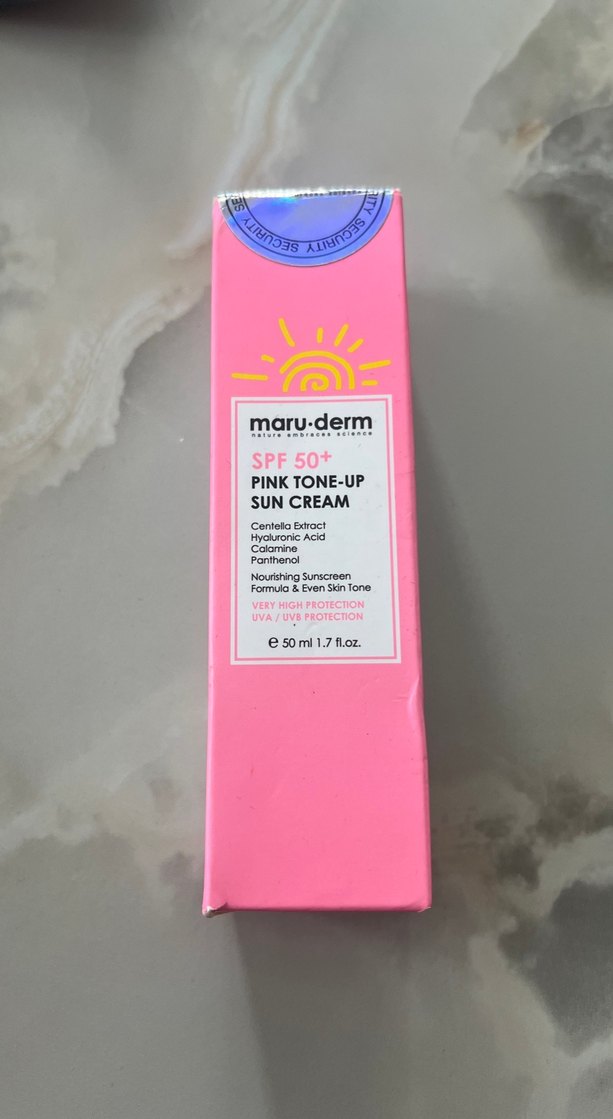 SECURITY SECURITY
maru·derm
nature embraces science
SPF 50+
PINK TONE-UP
SUN CREAM
Centella Extract
Hyaluronic Acid
Calamine
Panthenol
Nourishing Sunscreen
Formula & Even Skin Tone
VERY HIGH PROTECTION
UVA / UVB PROTECTION
℮ 50 ml 1.7 fl.oz.